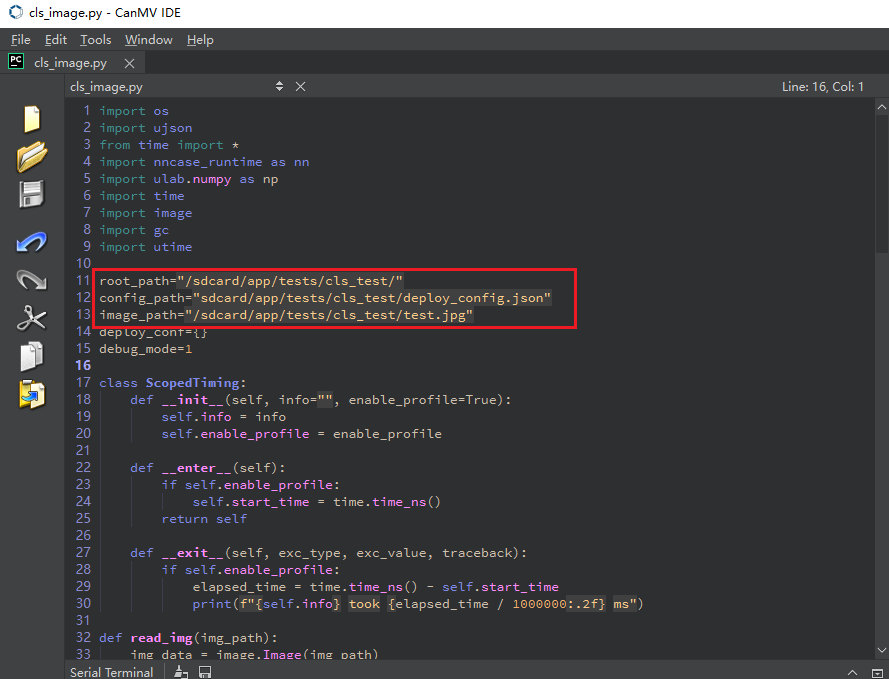 cls_image.py - CanMV IDE
File Edit Tools Window Help
PC cls_image.py
cls_image.py Line: 16, Col: 1
1 import os
2 import ujson
3 from time import *
4 import nncase_runtime as nn
5 import ulab.numpy as np
6 import time
7 import image
8 import gc
9 import utime
10
11 root_path="/sdcard/app/tests/cls_test/"
12 config_path="sdcard/app/tests/cls_test/deploy_config.json"
13 image_path="/sdcard/app/tests/cls_test/test.jpg"
14 deploy_conf={}
15 debug_mode=1
16
17 class ScopedTiming:
18     def __init__(self, info="", enable_profile=True):
19         self.info = info
20         self.enable_profile = enable_profile
21
22     def __enter__(self):
23         if self.enable_profile:
24             self.start_time = time.time_ns()
25         return self
26
27     def __exit__(self, exc_type, exc_value, traceback):
28         if self.enable_profile:
29             elapsed_time = time.time_ns() - self.start_time
30             print(f"{self.info} took {elapsed_time / 1000000:.2f} ms")
31
32 def read_img(img_path):
33     img_data = image.Image(img_path)
Serial Terminal